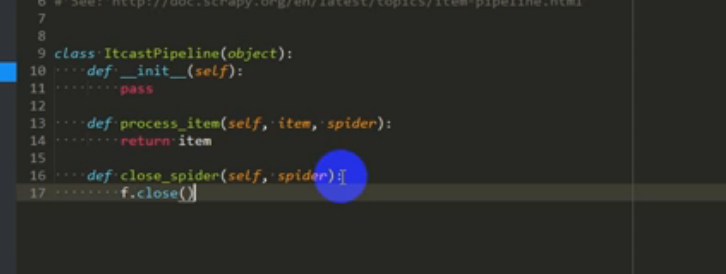 6 # See: http://doc.scrapy.org/en/latest/topics/item-pipeline.html
7
8
9 class ItcastPipeline(object):
10 def __init__(self):
11 pass
12
13 def process_item(self, item, spider):
14 return item
15
16 def close_spider(self, spider):
17 f.close()